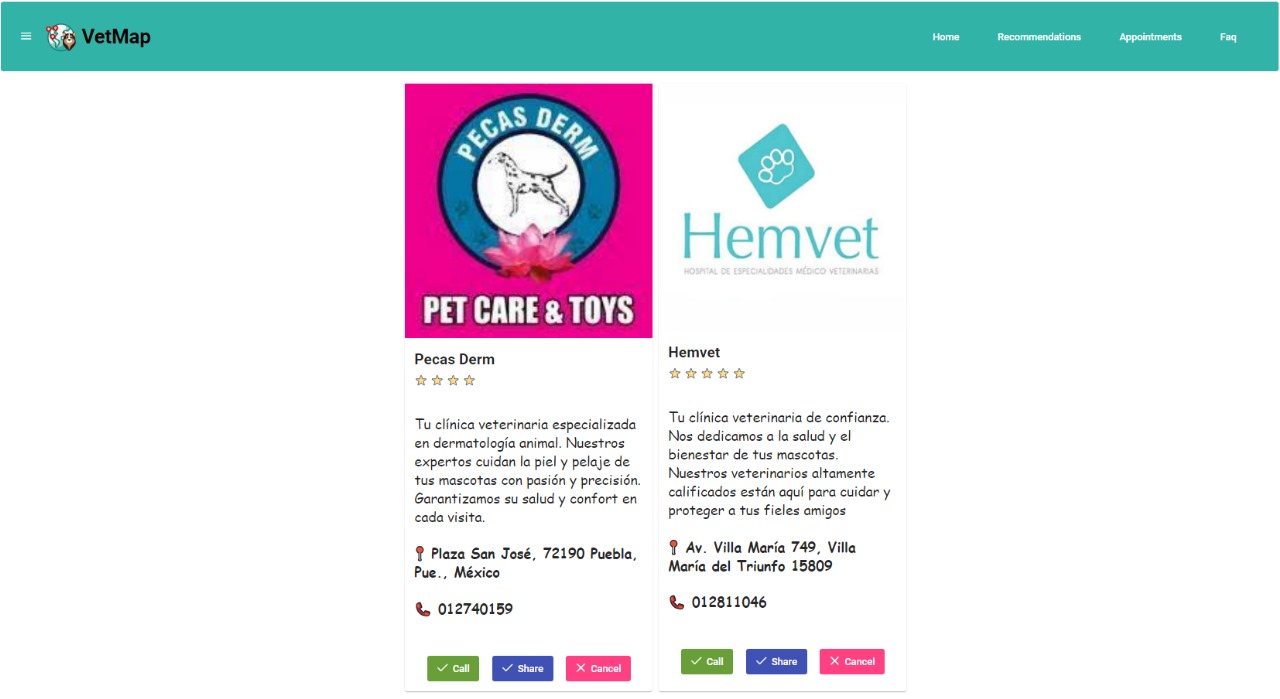 VetMap
Home
Recommendations
Appointments
Faq
PECAS DERM
PET CARE & TOYS
Pecas Derm
Tu clínica veterinaria especializada
en dermatología animal. Nuestros
expertos cuidan la piel y pelaje de
tus mascotas con pasión y precisión.
Garantizamos su salud y confort en
cada visita.
Plaza San José, 72190 Puebla,
Pue., México
012740159
Call
Share
Cancel
Hemvet
HOSPITAL DE ESPECIALIDADES MÉDICO VETERINARIAS
Hemvet
Tu clínica veterinaria de confianza.
Nos dedicamos a la salud y el
bienestar de tus mascotas.
Nuestros veterinarios altamente
calificados están aquí para cuidar y
proteger a tus fieles amigos
Av. Villa María 749, Villa
María del Triunfo 15809
012811046
Call
Share
Cancel